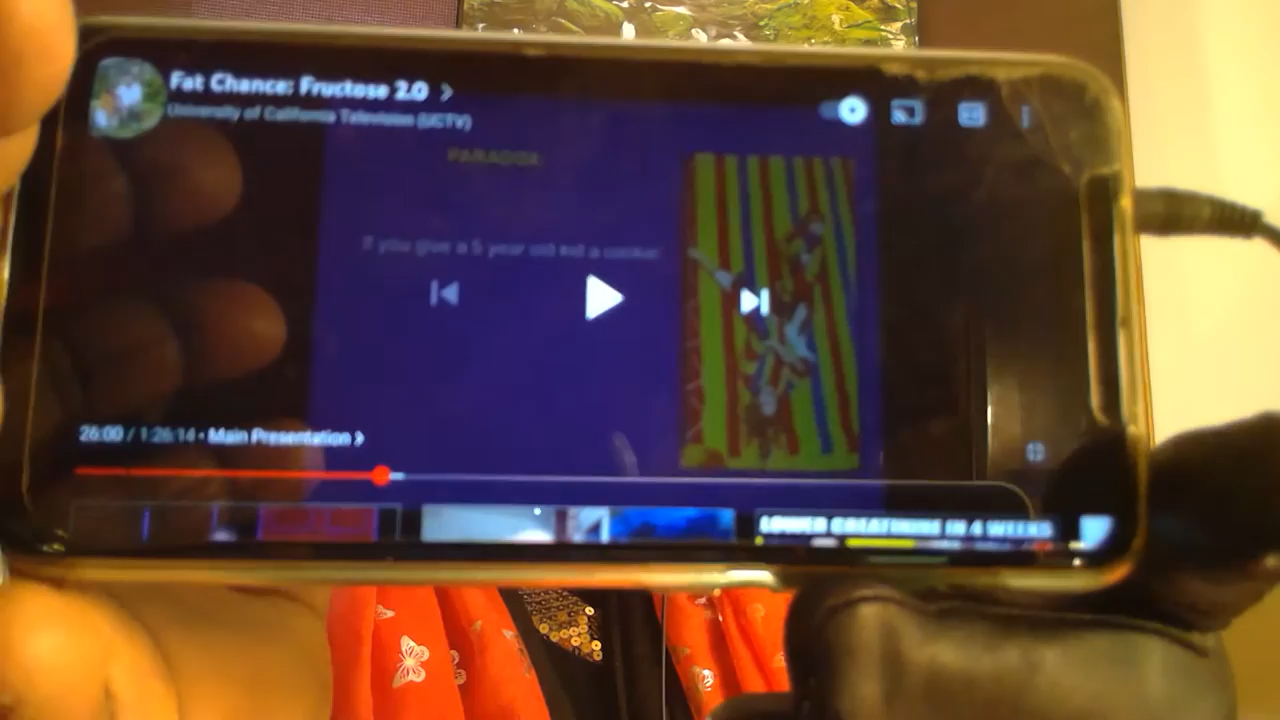 Fat Chance: Fructose 2.0
University of California Television (UCTV)
PARADOX:
If you give a 5 year old kid a cookie:
26:00 / 1:26:14 • Main Presentation
LOWER CREATININE IN 4 WEEKS